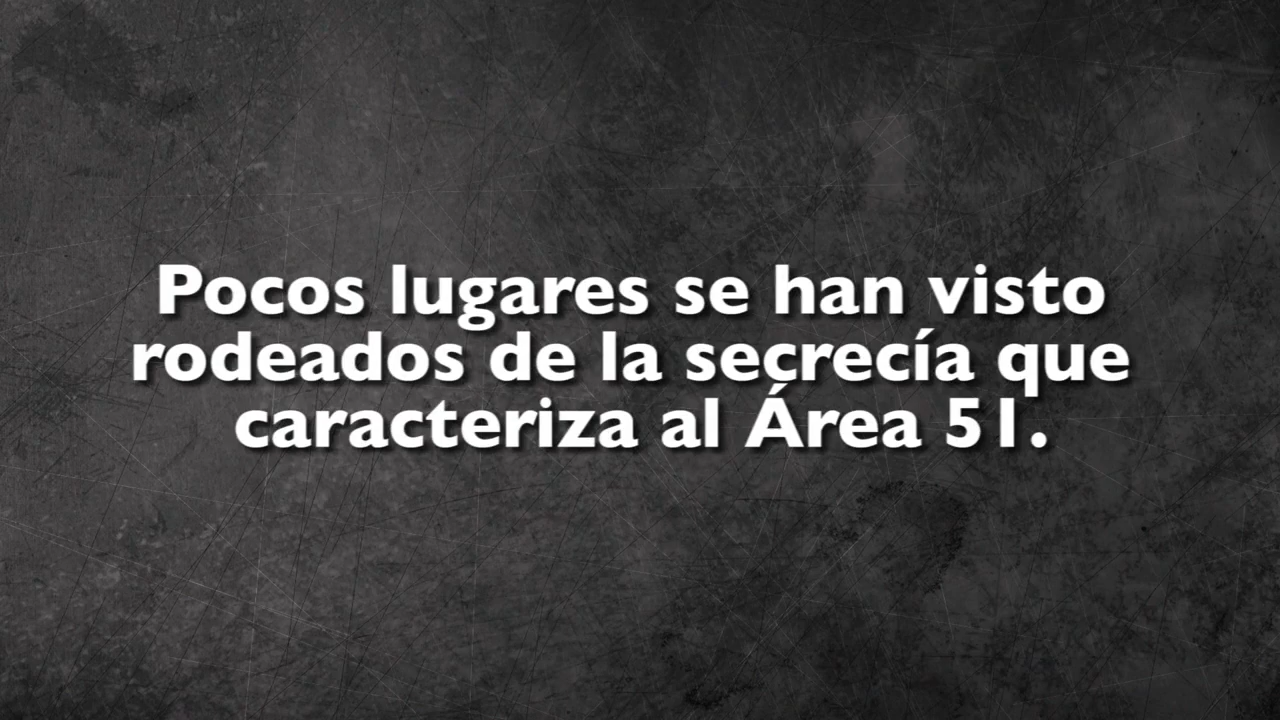 Pocos lugares se han visto
rodeados de la secrecía que
caracteriza al Área 51.